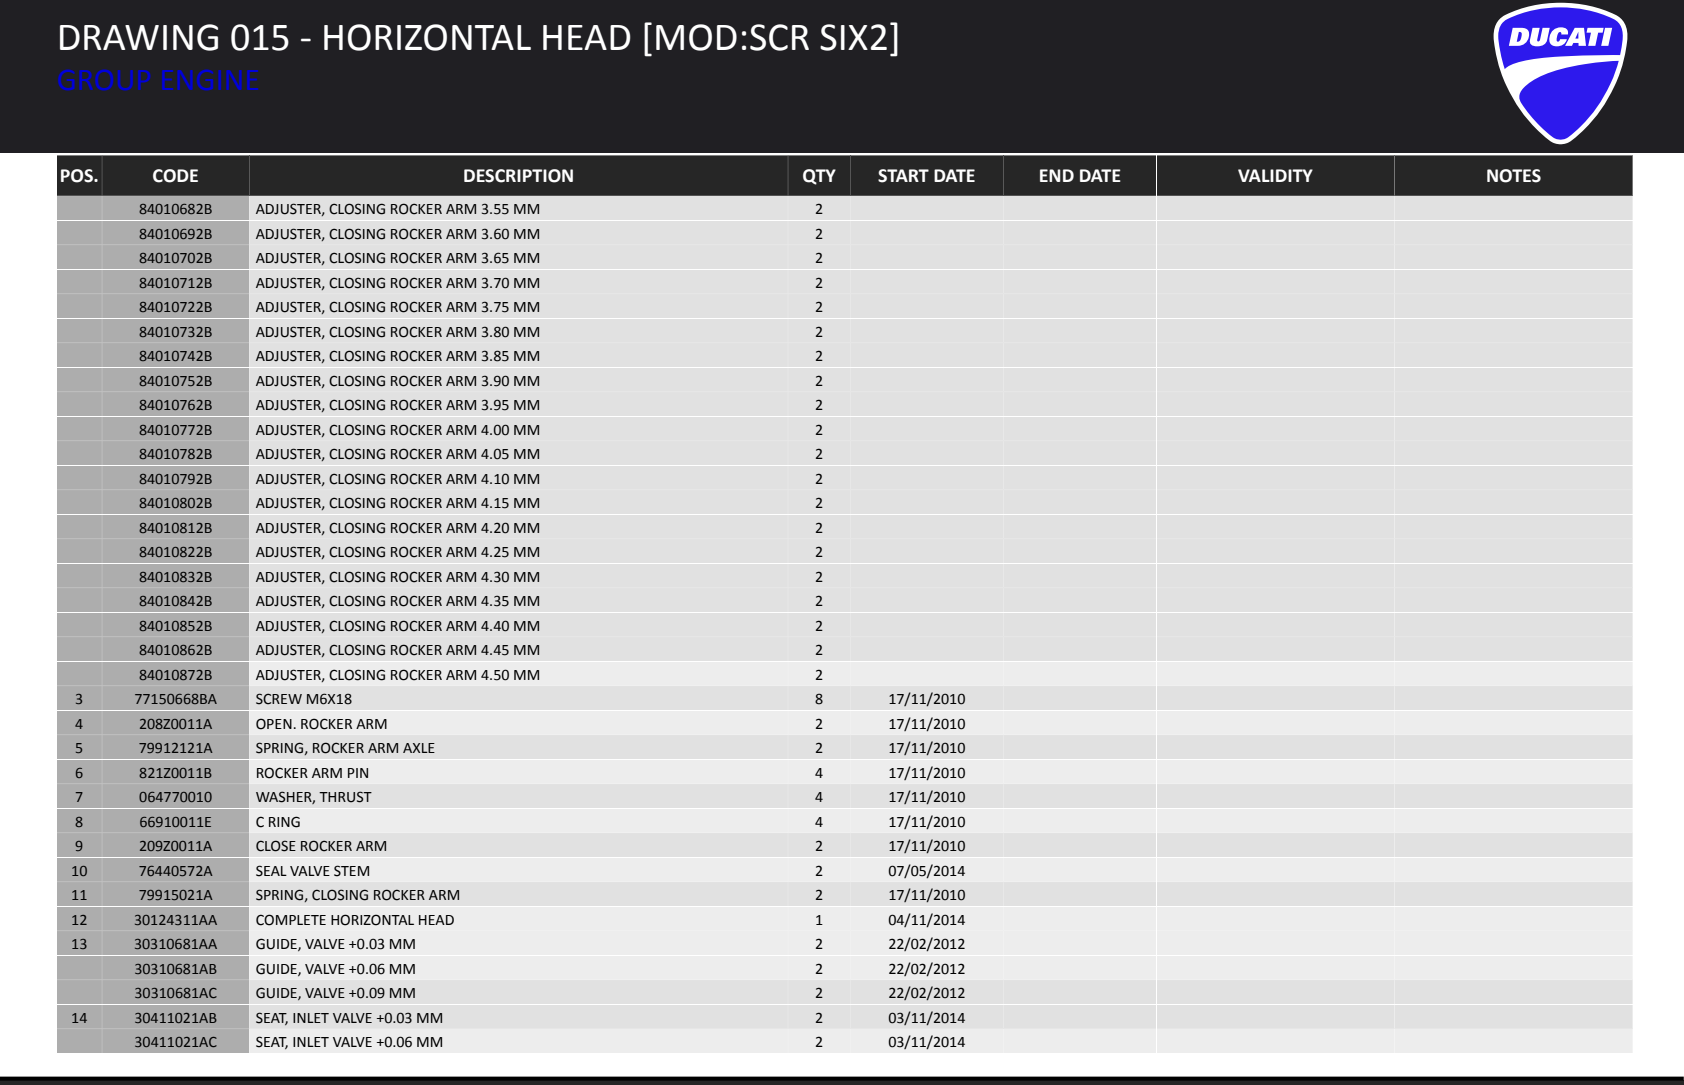 DRAWING 015 - HORIZONTAL HEAD [MOD:SCR SIX2]
GROUP ENGINE
DUCATI
POS. CODE DESCRIPTION QTY START DATE END DATE VALIDITY NOTES
84010682B ADJUSTER, CLOSING ROCKER ARM 3.55 MM 2
84010692B ADJUSTER, CLOSING ROCKER ARM 3.60 MM 2
84010702B ADJUSTER, CLOSING ROCKER ARM 3.65 MM 2
84010712B ADJUSTER, CLOSING ROCKER ARM 3.70 MM 2
84010722B ADJUSTER, CLOSING ROCKER ARM 3.75 MM 2
84010732B ADJUSTER, CLOSING ROCKER ARM 3.80 MM 2
84010742B ADJUSTER, CLOSING ROCKER ARM 3.85 MM 2
84010752B ADJUSTER, CLOSING ROCKER ARM 3.90 MM 2
84010762B ADJUSTER, CLOSING ROCKER ARM 3.95 MM 2
84010772B ADJUSTER, CLOSING ROCKER ARM 4.00 MM 2
84010782B ADJUSTER, CLOSING ROCKER ARM 4.05 MM 2
84010792B ADJUSTER, CLOSING ROCKER ARM 4.10 MM 2
84010802B ADJUSTER, CLOSING ROCKER ARM 4.15 MM 2
84010812B ADJUSTER, CLOSING ROCKER ARM 4.20 MM 2
84010822B ADJUSTER, CLOSING ROCKER ARM 4.25 MM 2
84010832B ADJUSTER, CLOSING ROCKER ARM 4.30 MM 2
84010842B ADJUSTER, CLOSING ROCKER ARM 4.35 MM 2
84010852B ADJUSTER, CLOSING ROCKER ARM 4.40 MM 2
84010862B ADJUSTER, CLOSING ROCKER ARM 4.45 MM 2
84010872B ADJUSTER, CLOSING ROCKER ARM 4.50 MM 2
3 77150668BA SCREW M6X18 8 17/11/2010
4 208Z0011A OPEN. ROCKER ARM 2 17/11/2010
5 79912121A SPRING, ROCKER ARM AXLE 2 17/11/2010
6 821Z0011B ROCKER ARM PIN 4 17/11/2010
7 064770010 WASHER, THRUST 4 17/11/2010
8 66910011E C RING 4 17/11/2010
9 209Z0011A CLOSE ROCKER ARM 2 17/11/2010
10 76440572A SEAL VALVE STEM 2 07/05/2014
11 79915021A SPRING, CLOSING ROCKER ARM 2 17/11/2010
12 30124311AA COMPLETE HORIZONTAL HEAD 1 04/11/2014
13 30310681AA GUIDE, VALVE +0.03 MM 2 22/02/2012
30310681AB GUIDE, VALVE +0.06 MM 2 22/02/2012
30310681AC GUIDE, VALVE +0.09 MM 2 22/02/2012
14 30411021AB SEAT, INLET VALVE +0.03 MM 2 03/11/2014
30411021AC SEAT, INLET VALVE +0.06 MM 2 03/11/2014